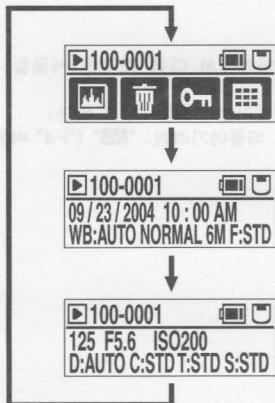 100-0001
100-0001
09 / 23 / 2004 10 : 00 AM
WB:AUTO NORMAL 6M F:STD
100-0001
125 F5.6 ISO200
D:AUTO C:STD T:STD S:STD